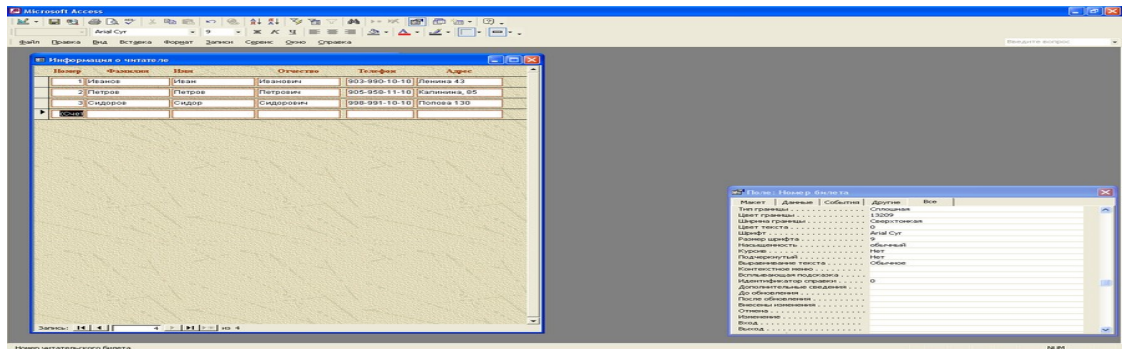 Microsoft Access
Arial Cyr 9 Ж К Ч
Файл Правка Вид Вставка Формат Записи Сервис Окно Справка Введите вопрос
Информация о читателе
Номер Фамилия Имя Отчество Телефон Адрес
1 Иванов Иван Иванович (903-990-10-10) Ленина 43
2 Петров Петров Петрович (905-959-11-10) Калинина, 85
3 Сидоров Сидор Сидорович (998-991-10-10) Попова 130
(Счет
Запись: 4 из 4
Поле: Номер билета
Макет Данные События Другие Все
Тип границы Сплошная
Цвет границы 13209
Ширина границы Сверхтонкая
Цвет текста 0
Шрифт Arial Cyr
Размер шрифта 9
Насыщенность обычный
Курсив Нет
Подчеркнутый Нет
Выравнивание текста Обычное
Контекстное меню
Всплывающая подсказка
Идентификатор справки 0
Дополнительные сведения
До обновления
После обновления
Внесены изменения
Отмена
Изменение
Вход
Выход
Номер читательского билета NUM